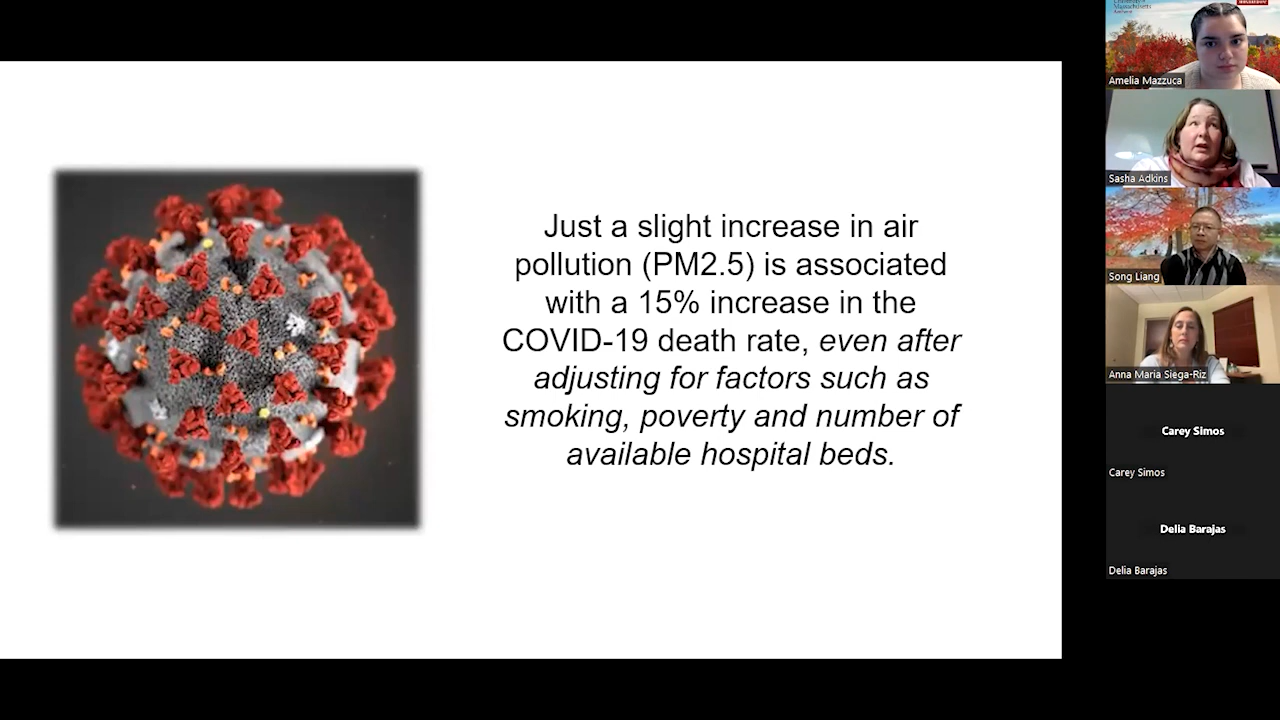 Just a slight increase in air
pollution (PM2.5) is associated
with a 15% increase in the
COVID-19 death rate, even after
adjusting for factors such as
smoking, poverty and number of
available hospital beds.
Massachusetts
Amherst
Amelia Mazzuca
Sasha Adkins
Song Liang
Anna Maria Siega-Riz
Carey Simos
Carey Simos
Delia Barajas
Delia Barajas